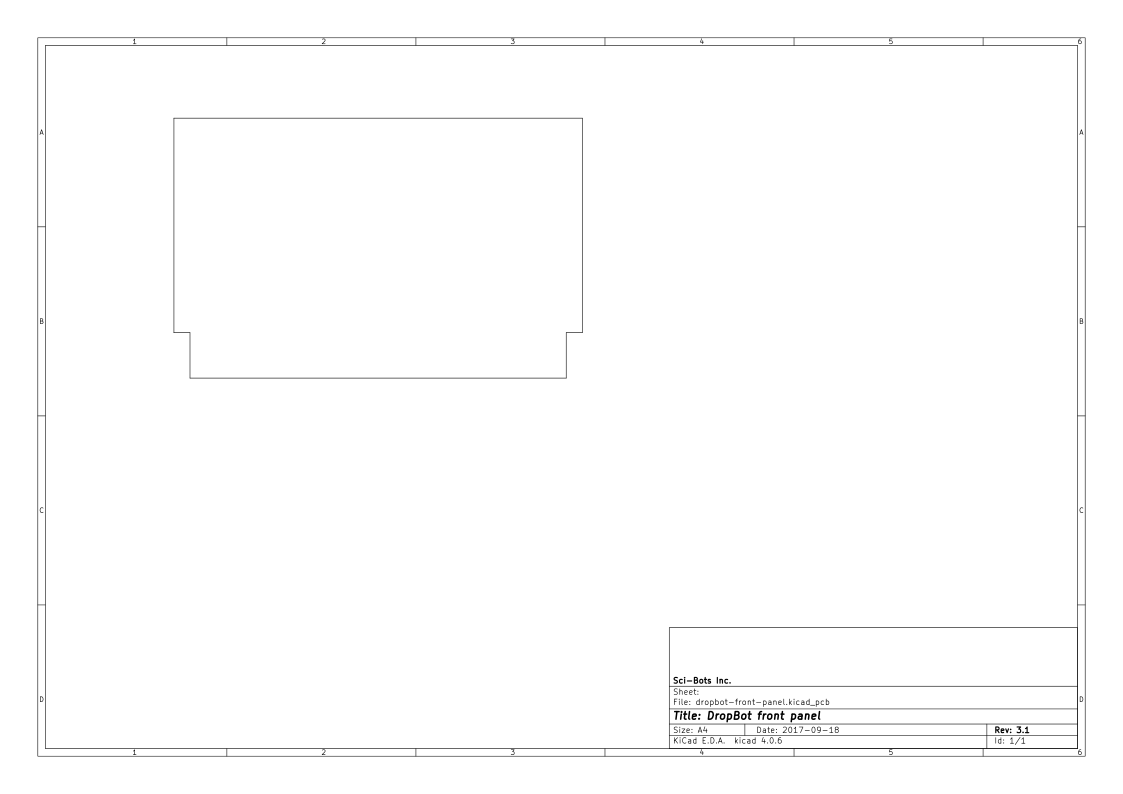 1 2 3 4 5 6
A A
B B
C C
D D
Sci-Bots Inc.
Sheet:
File: dropbot-front-panel.kicad_pcb
Title: DropBot front panel
Size: A4 Date: 2017-09-18 Rev: 3.1
KiCad E.D.A. kicad 4.0.6 Id: 1/1
1 2 3 4 5 6